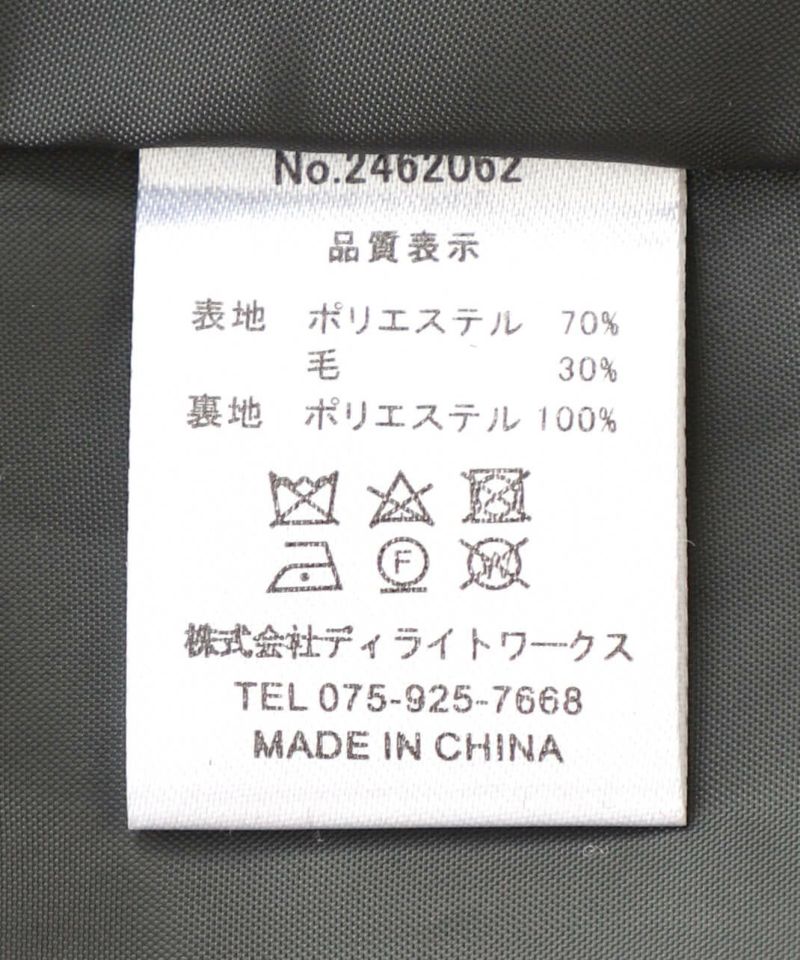 No.2462062
品質表示
表地 ポリエステル 70%
毛 30%
裏地 ポリエステル 100%
F
W
株式会社ディライトワークス
TEL 075-925-7668
MADE IN CHINA